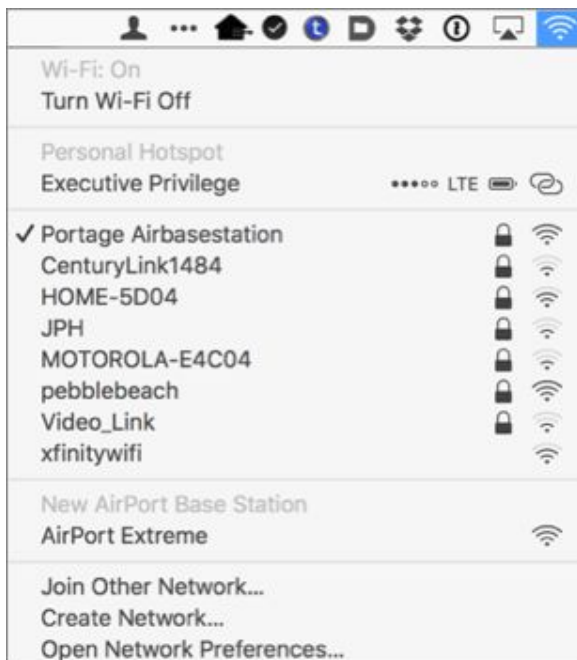 Wi-Fi: On
Turn Wi-Fi Off
Personal Hotspot
Executive Privilege LTE
✓ Portage Airbasestation
CenturyLink1484
HOME-5D04
JPH
MOTOROLA-E4C04
pebblebeach
Video_Link
xfinitywifi
New AirPort Base Station
AirPort Extreme
Join Other Network...
Create Network...
Open Network Preferences...